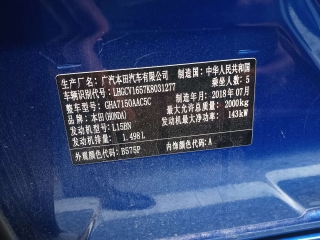 生产厂名：广汽本田汽车有限公司 制造国：中华人民共和国
车辆识别代号：LHGCV1657K8031277 乘坐人数：5
整车型号：GHA7150AAC5C 制造年月：2018年07月
品牌：本田(HONDA) 最大允许总质量：2000kg
发动机型号：L15BN 发动机最大净功率：143kW
发动机排量：1.498L
外观颜色代码：B575P 内饰颜色代码：A